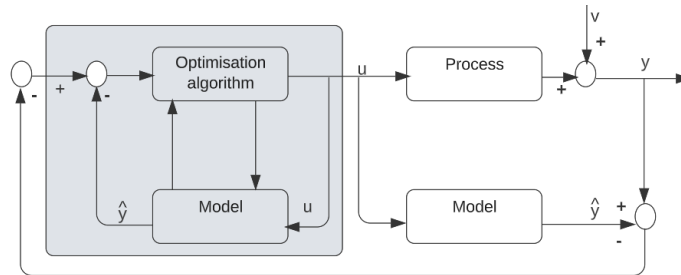 v
+
y
Optimisation
algorithm
u
Process
+
-
+
-
Model
u
ŷ
Model
ŷ
+
-